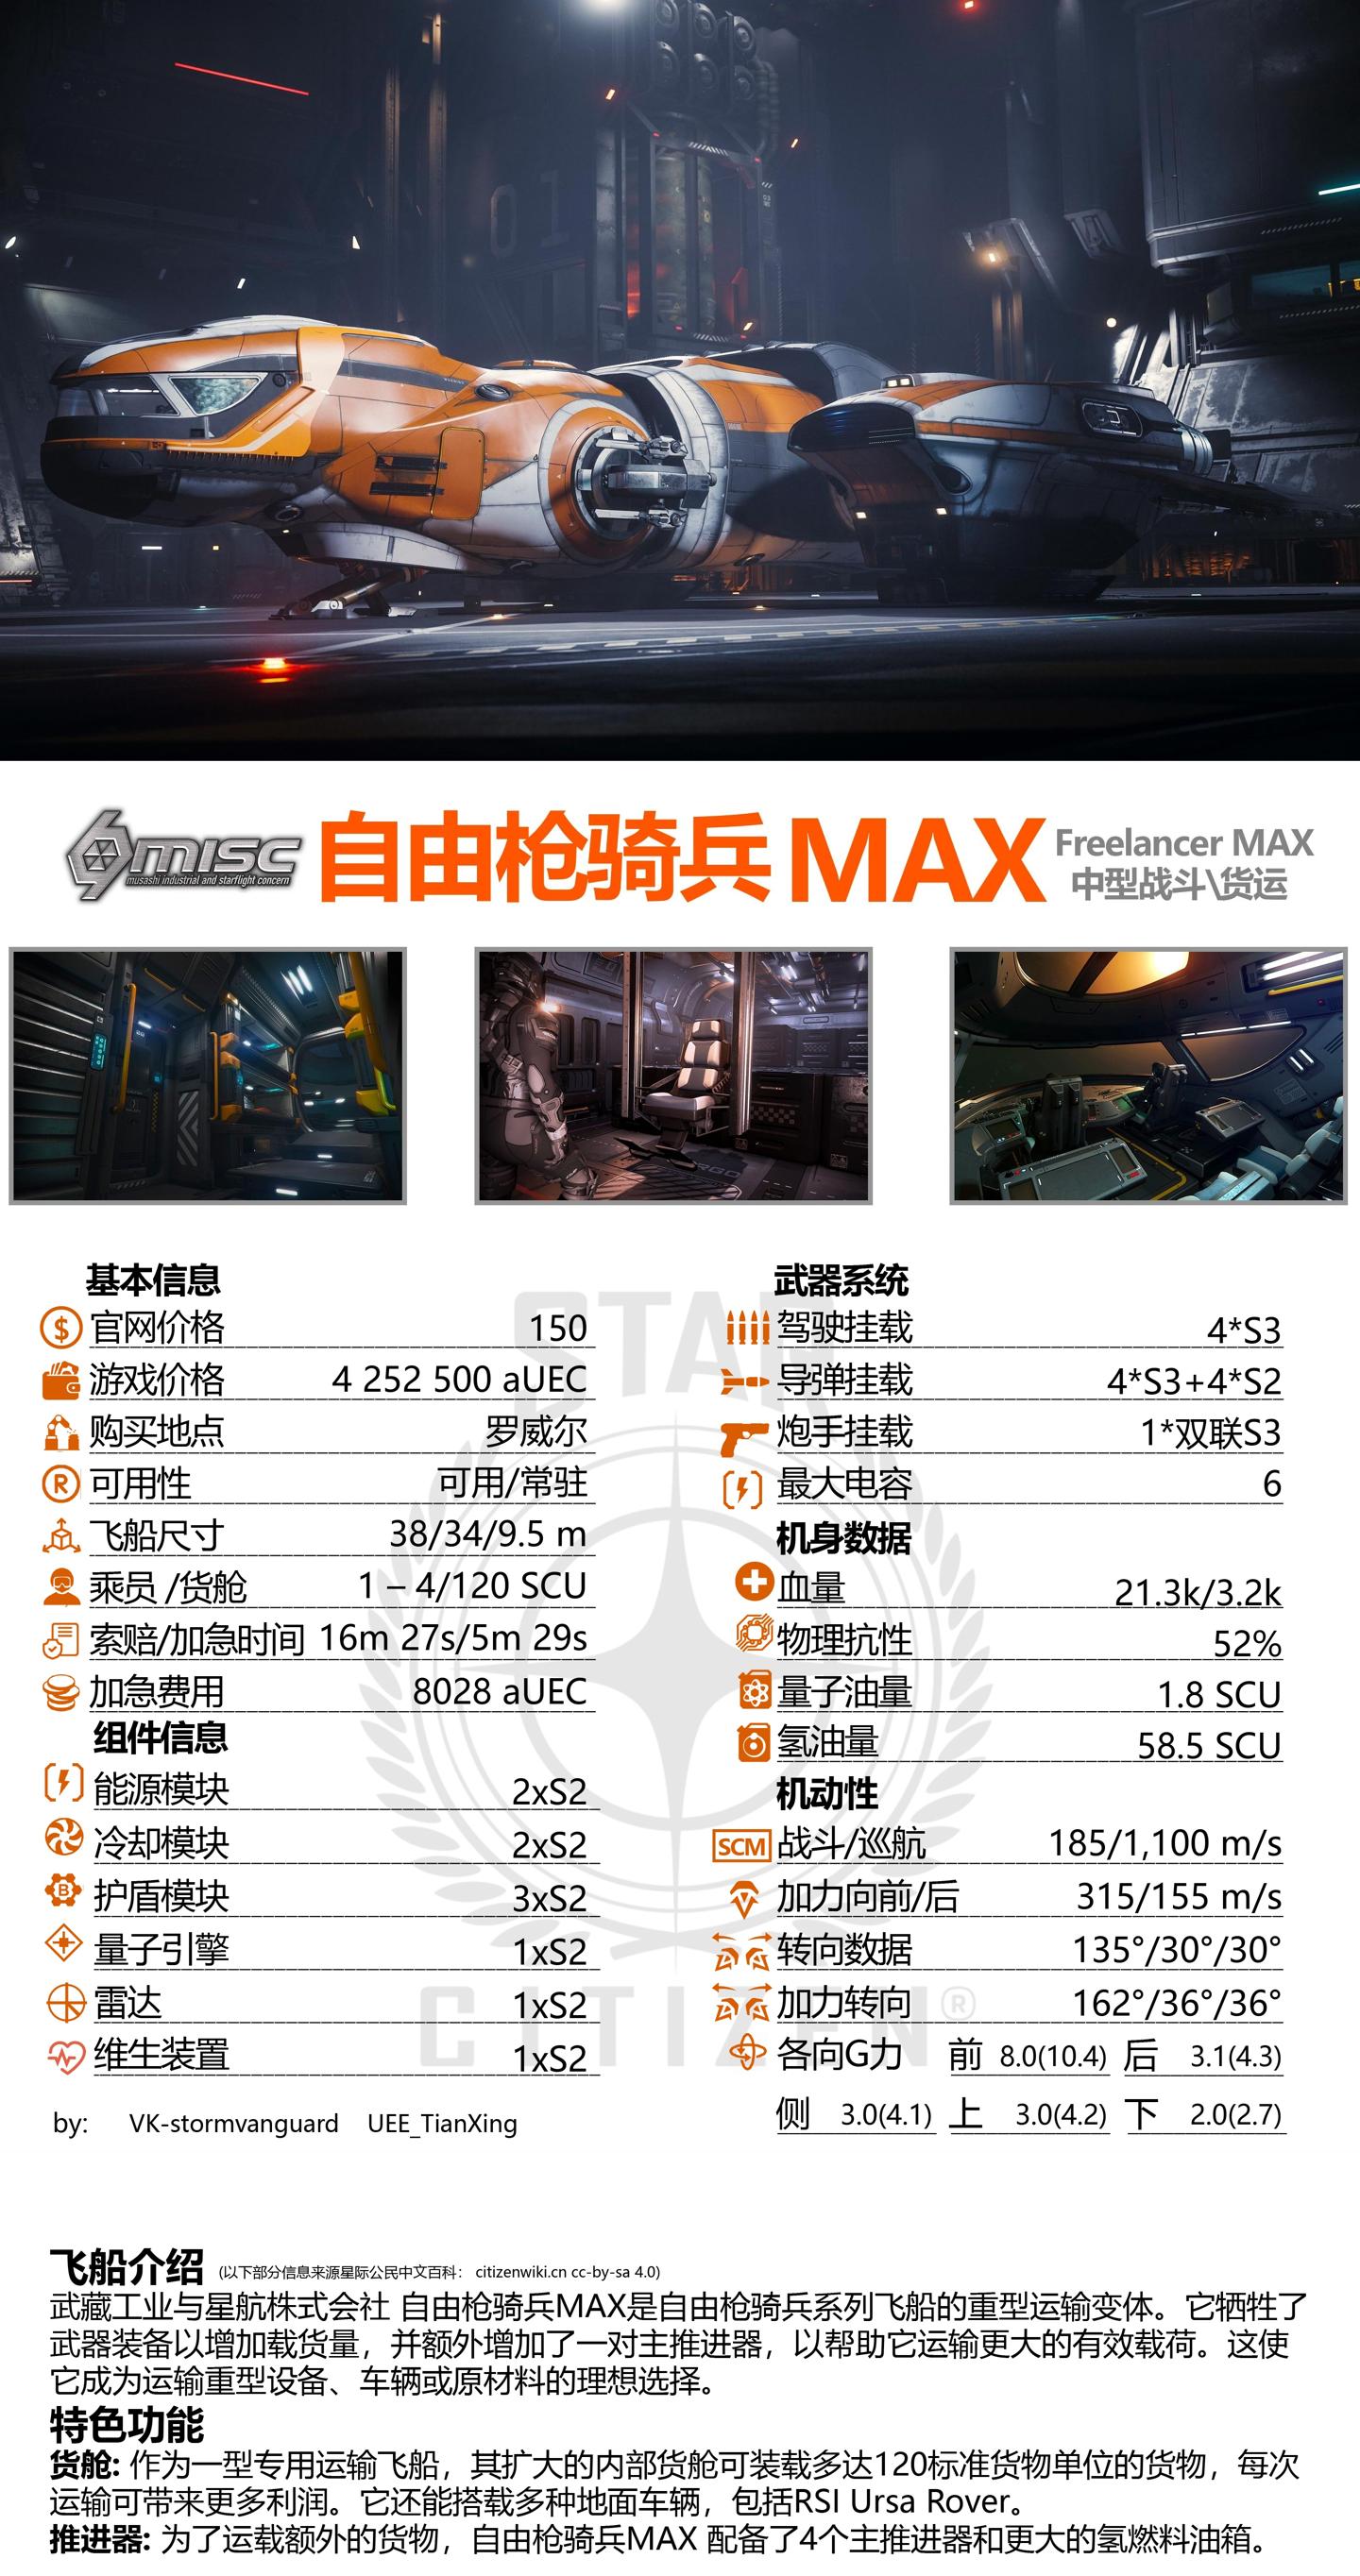 01
misc
musashi industrial and starflight concern
自由枪骑兵 MAX
Freelancer MAX
中型战斗\货运
基本信息
官网价格 150
游戏价格 4 252 500 aUEC
购买地点 罗威尔
可用性 可用/常驻
飞船尺寸 38/34/9.5 m
乘员 /货舱 1 – 4/120 SCU
索赔/加急时间 16m 27s/5m 29s
加急费用 8028 aUEC
组件信息
能源模块 2xS2
冷却模块 2xS2
护盾模块 3xS2
量子引擎 1xS2
雷达 1xS2
维生装置 1xS2
by: VK-stormvanguard UEE_TianXing
武器系统
驾驶挂载 4*S3
导弹挂载 4*S3+4*S2
炮手挂载 1*双联S3
最大电容 6
机身数据
血量 21.3k/3.2k
物理抗性 52%
量子油量 1.8 SCU
氢油量 58.5 SCU
机动性
SCM 战斗/巡航 185/1,100 m/s
加力向前/后 315/155 m/s
转向数据 135°/30°/30°
加力转向 162°/36°/36°
各向G力 前 8.0(10.4) 后 3.1(4.3)
侧 3.0(4.1) 上 3.0(4.2) 下 2.0(2.7)
STAR
CITIZEN®
飞船介绍 (以下部分信息来源星际公民中文百科： citizenwiki.cn cc-by-sa 4.0)
武藏工业与星航株式会社 自由枪骑兵MAX是自由枪骑兵系列飞船的重型运输变体。它牺牲了
武器装备以增加载货量，并额外增加了一对主推进器，以帮助它运输更大的有效载荷。这使
它成为运输重型设备、车辆或原材料的理想选择。
特色功能
货舱: 作为一型专用运输飞船，其扩大的内部货舱可装载多达120标准货物单位的货物，每次
运输可带来更多利润。它还能搭载多种地面车辆，包括RSI Ursa Rover。
推进器: 为了运载额外的货物，自由枪骑兵MAX 配备了4个主推进器和更大的氢燃料油箱。